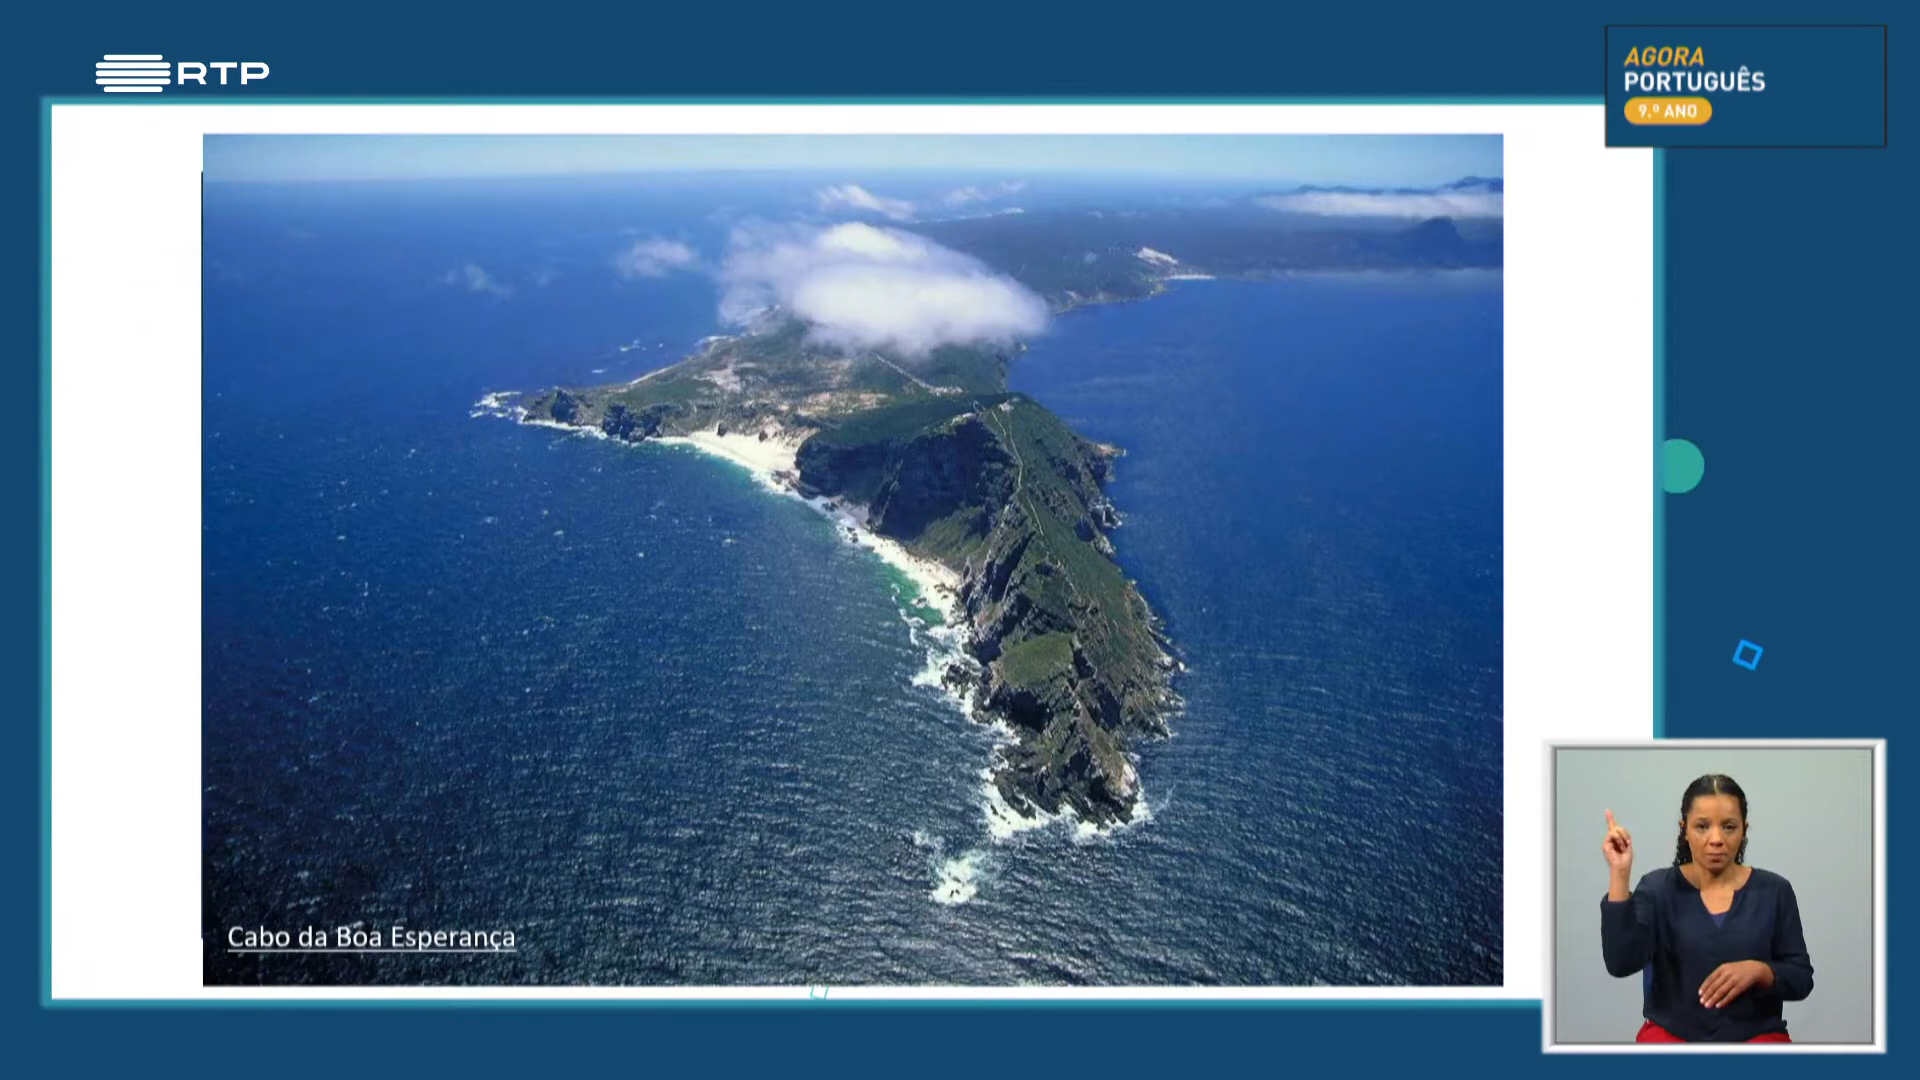 RTP
AGORA
PORTUGUÊS
9.º ANO
Cabo da Boa Esperança